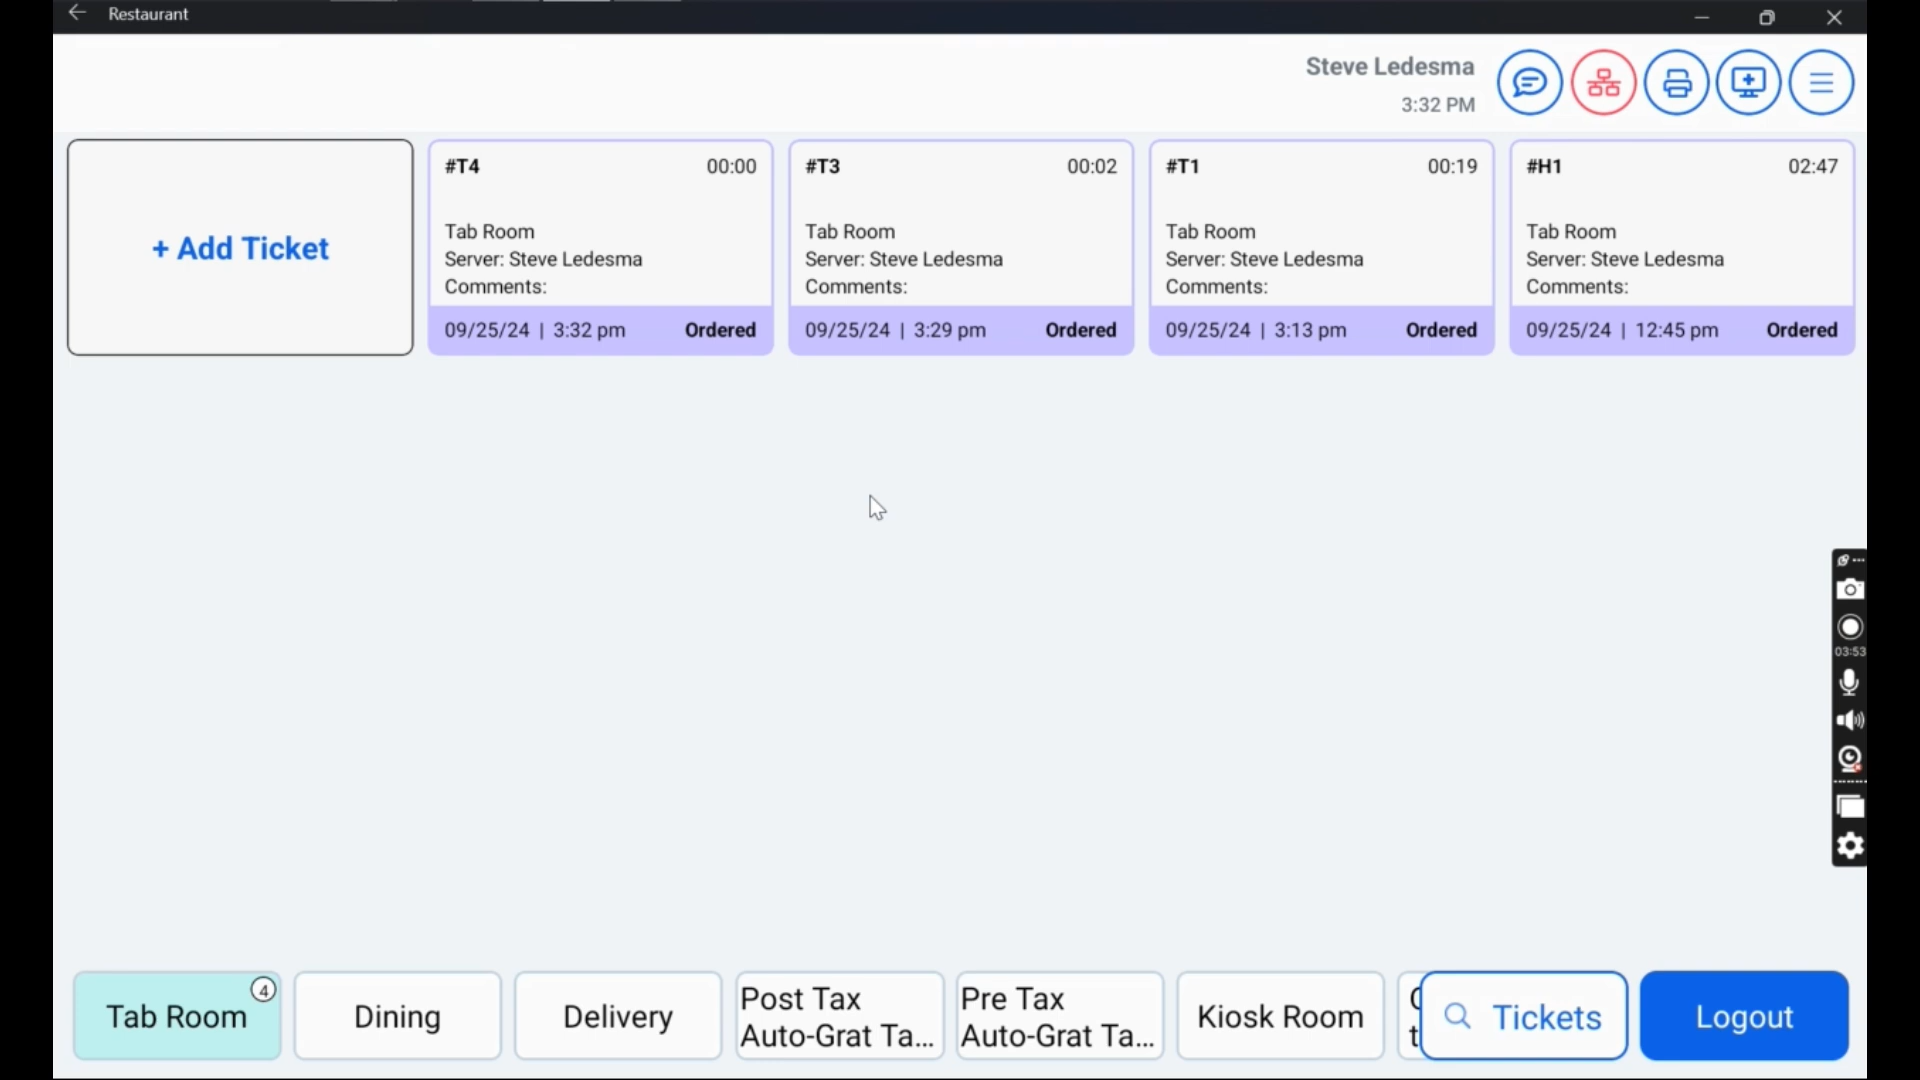 Restaurant
Steve Ledesma
3:32 PM
+ Add Ticket
#T4 00:00
Tab Room
Server: Steve Ledesma
Comments:
09/25/24 | 3:32 pm Ordered
#T3 00:02
Tab Room
Server: Steve Ledesma
Comments:
09/25/24 | 3:29 pm Ordered
#T1 00:19
Tab Room
Server: Steve Ledesma
Comments:
09/25/24 | 3:13 pm Ordered
#H1 02:47
Tab Room
Server: Steve Ledesma
Comments:
09/25/24 | 12:45 pm Ordered
03:53
Tab Room 4
Dining
Delivery
Post Tax
Auto-Grat Ta...
Pre Tax
Auto-Grat Ta...
Kiosk Room
Tickets
Logout